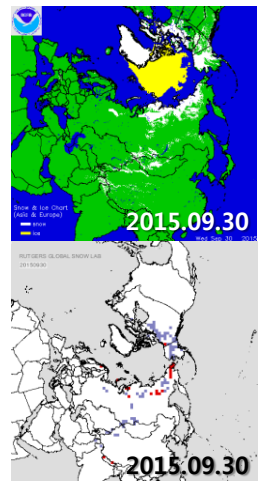 NOAA
Snow & Ice Chart
(Asia & Europe)
snow
ice
2015.09.30
Wed Sep 30 2015
RUTGERS GLOBAL SNOW LAB
20150930
2015.09.30